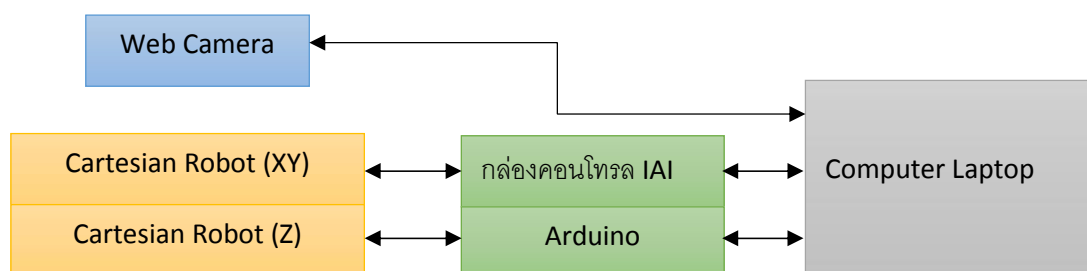 Web Camera
Cartesian Robot (XY)
กล่องคอนโทรล IAI
Computer Laptop
Cartesian Robot (Z)
Arduino